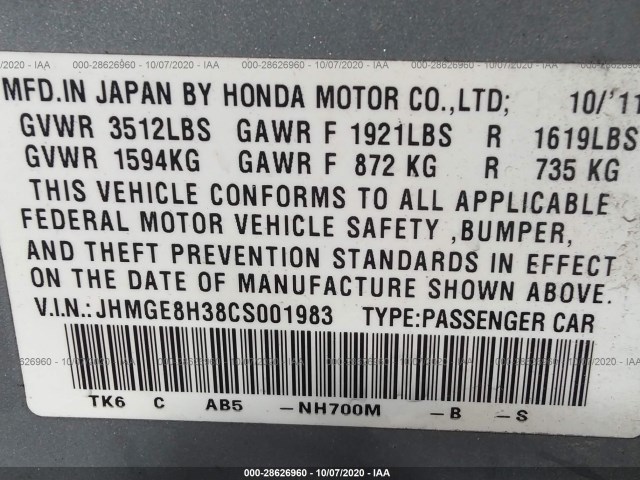 000-28626960 - 10/07/2020 - IAA
MFD.IN JAPAN BY HONDA MOTOR CO.,LTD; 10/'11
GVWR 3512LBS GAWR F 1921LBS R 1619LBS
GVWR 1594KG GAWR F 872 KG R 735 KG
THIS VEHICLE CONFORMS TO ALL APPLICABLE
FEDERAL MOTOR VEHICLE SAFETY ,BUMPER,
AND THEFT PREVENTION STANDARDS IN EFFECT
ON THE DATE OF MANUFACTURE SHOWN ABOVE.
V.I.N.:JHMGE8H38CS001983 TYPE:PASSENGER CAR
TK6 C AB5 -NH700M -B -S
000-28626960 - 10/07/2020 - IAA